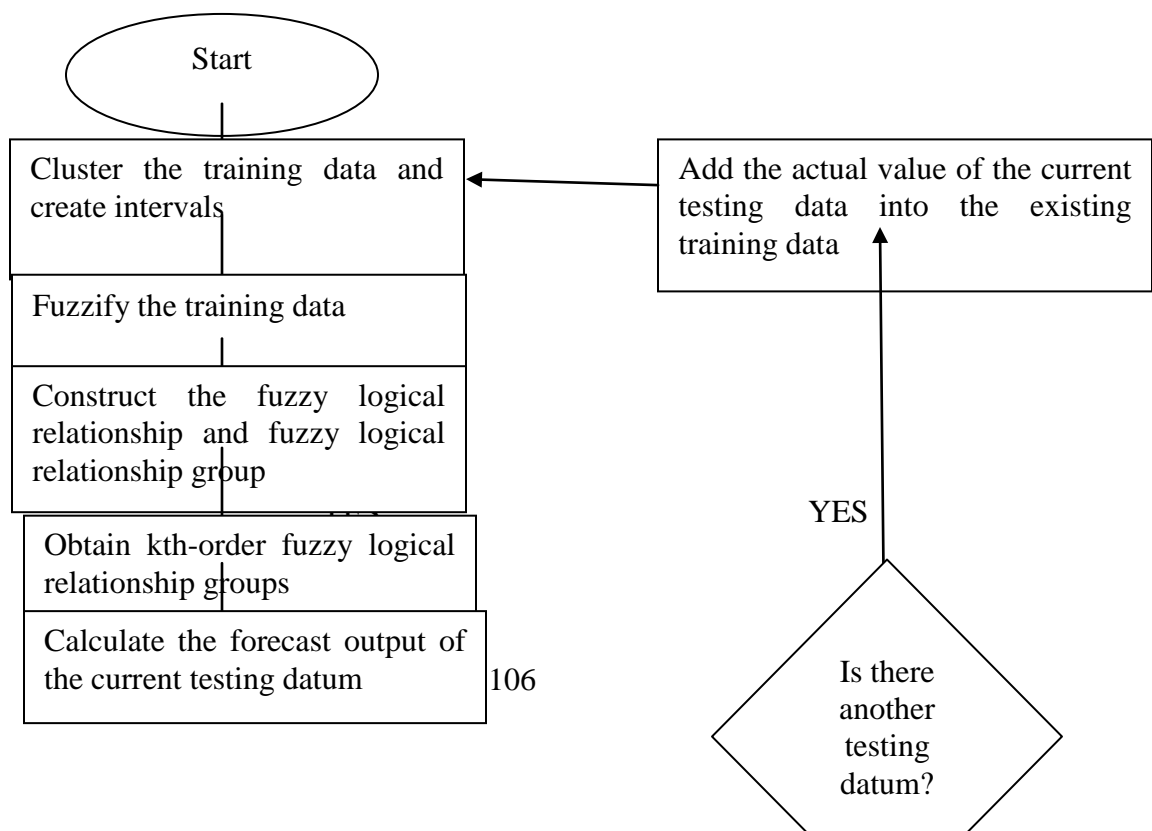 Start
Cluster the training data and
create intervals
Fuzzify the training data
Construct the fuzzy logical
relationship and fuzzy logical
relationship group
Obtain kth-order fuzzy logical
relationship groups
Calculate the forecast output of
the current testing datum
106
Add the actual value of the current
testing data into the existing
training data
YES
Is there
another
testing
datum?